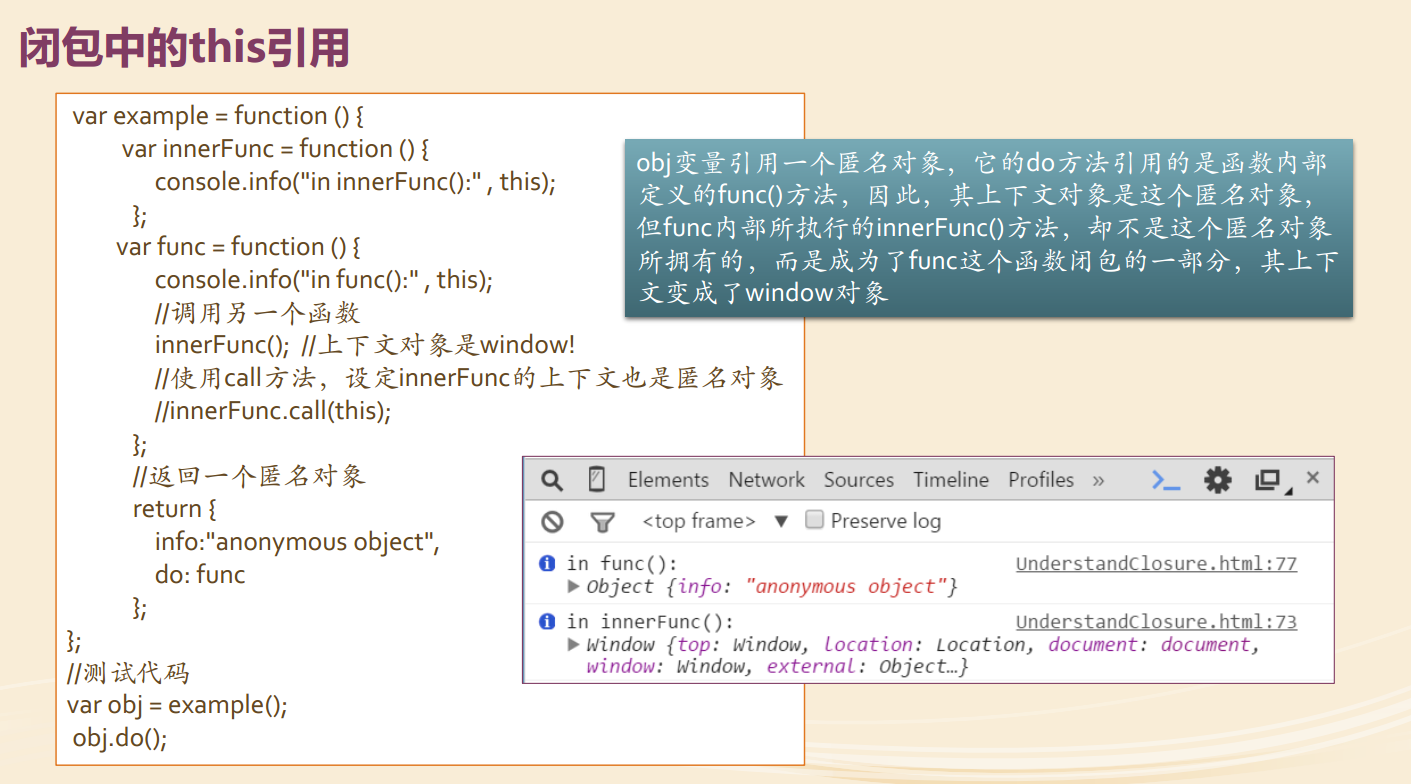 闭包中的this引用
var example = function () {
var innerFunc = function () {
console.info("in innerFunc():" , this);
};
var func = function () {
console.info("in func():" , this);
//调用另一个函数
innerFunc(); //上下文对象是window!
//使用call方法，设定innerFunc的上下文也是匿名对象
//innerFunc.call(this);
};
//返回一个匿名对象
return {
info:"anonymous object",
do: func
};
};
//测试代码
var obj = example();
obj.do();
obj变量引用一个匿名对象，它的do方法引用的是函数内部
定义的func()方法，因此，其上下文对象是这个匿名对象，
但func内部所执行的innerFunc()方法，却不是这个匿名对象
所拥有的，而是成为了func这个函数闭包的一部分，其上下
文变成了window对象
Elements Network Sources Timeline Profiles »
<top frame> ▼ Preserve log
in func(): UnderstandClosure.html:77
▶ Object {info: "anonymous object"}
in innerFunc(): UnderstandClosure.html:73
▶ Window {top: Window, location: Location, document: document,
window: Window, external: Object…}